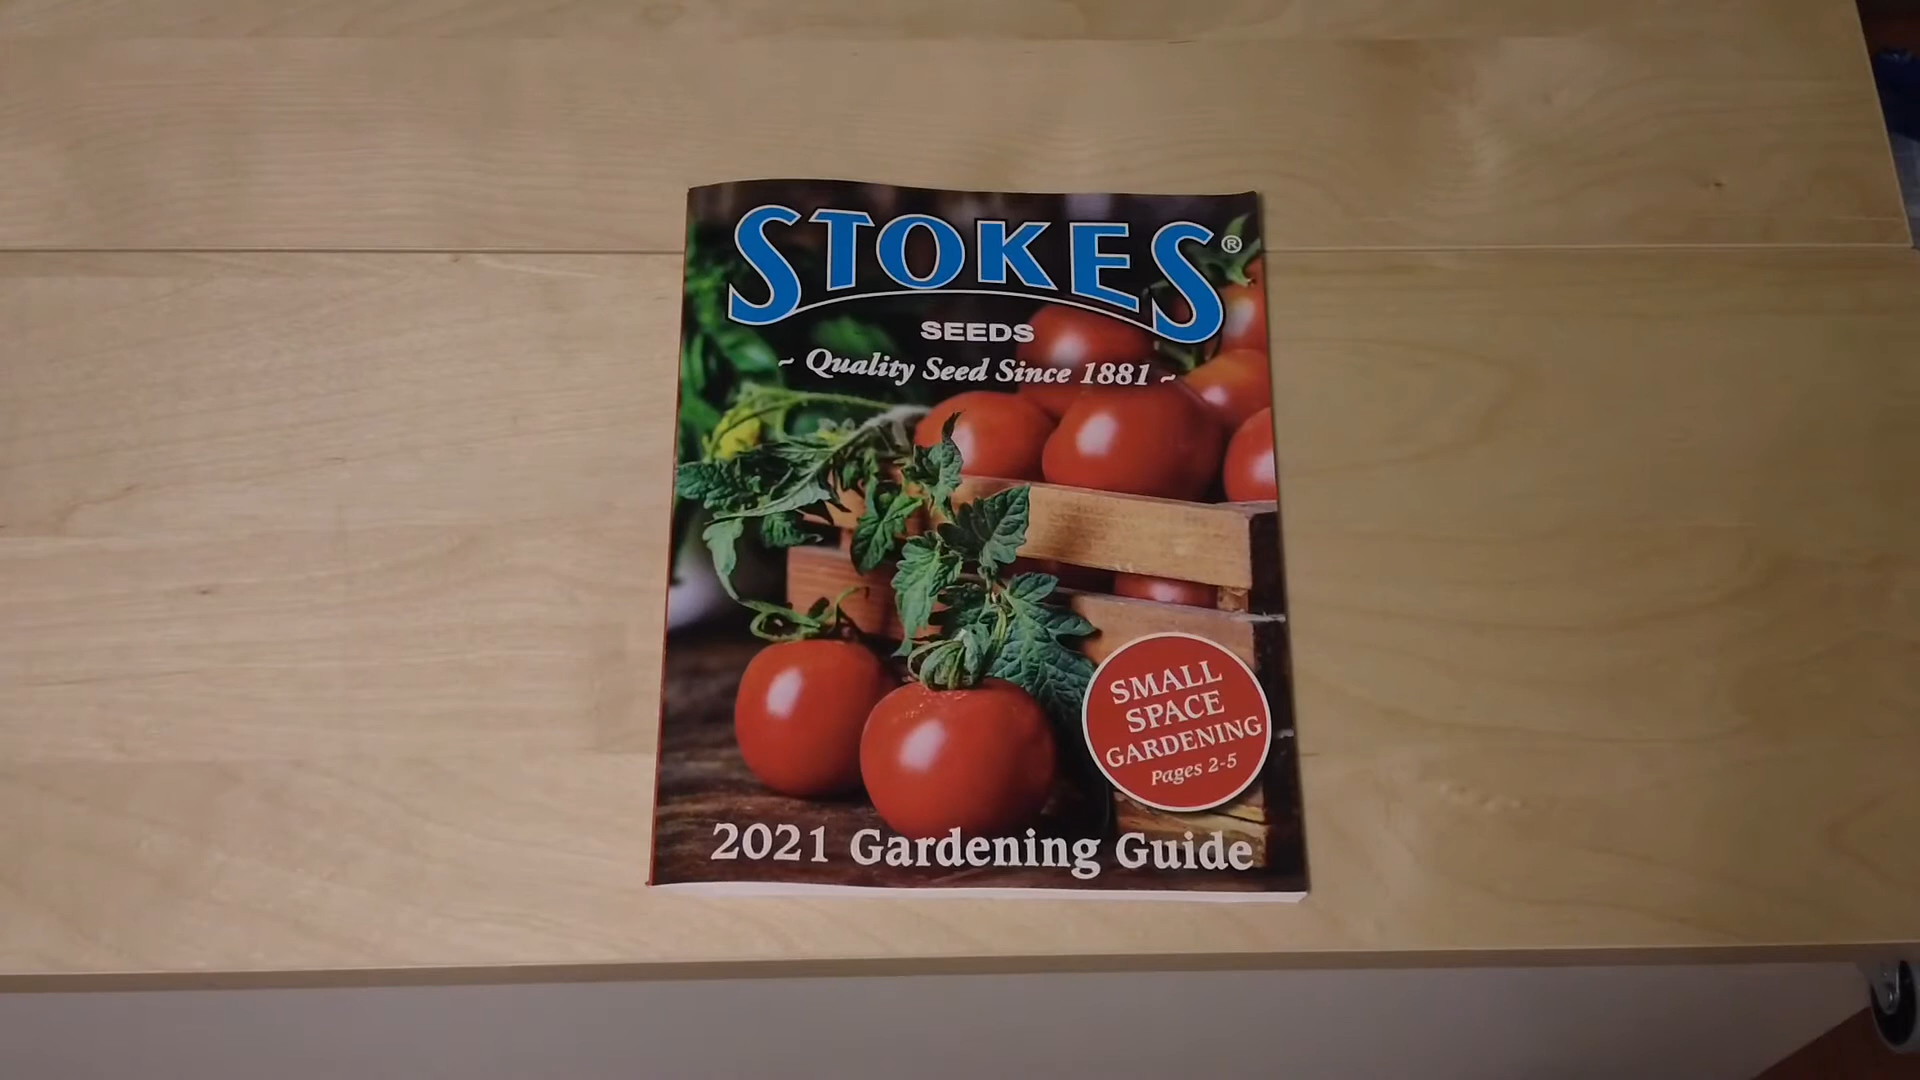 STOKES®
SEEDS
~ Quality Seed Since 1881 ~
SMALL
SPACE
GARDENING
Pages 2-5
2021 Gardening Guide